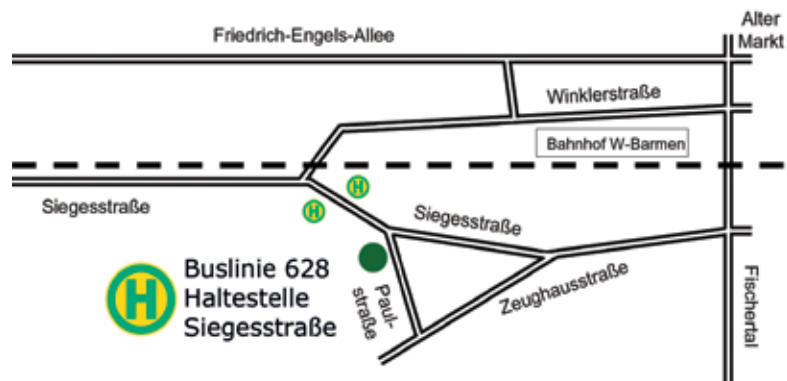 Alter
Markt
Friedrich-Engels-Allee
Winklerstraße
Bahnhof W-Barmen
H
Siegesstraße
H
Siegesstraße
H
Buslinie 628
Haltestelle
Siegesstraße
Paul-
straße
Zeughausstraße
Fischertal